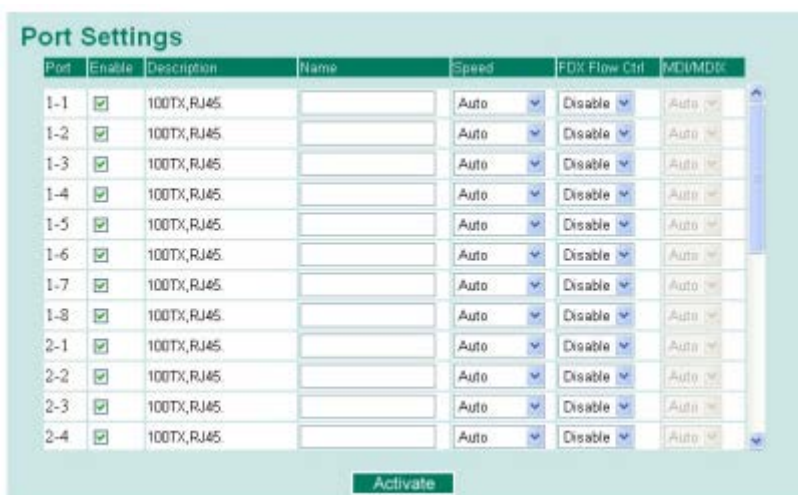 Port Settings
Port Enable Description Name Speed FDX Flow Ctrl MDI/MDIX
1-1 100TX,RJ45. Auto Disable Auto
1-2 100TX,RJ45. Auto Disable Auto
1-3 100TX,RJ45. Auto Disable Auto
1-4 100TX,RJ45. Auto Disable Auto
1-5 100TX,RJ45. Auto Disable Auto
1-6 100TX,RJ45. Auto Disable Auto
1-7 100TX,RJ45. Auto Disable Auto
1-8 100TX,RJ45. Auto Disable Auto
2-1 100TX,RJ45. Auto Disable Auto
2-2 100TX,RJ45. Auto Disable Auto
2-3 100TX,RJ45. Auto Disable Auto
2-4 100TX,RJ45. Auto Disable Auto
Activate